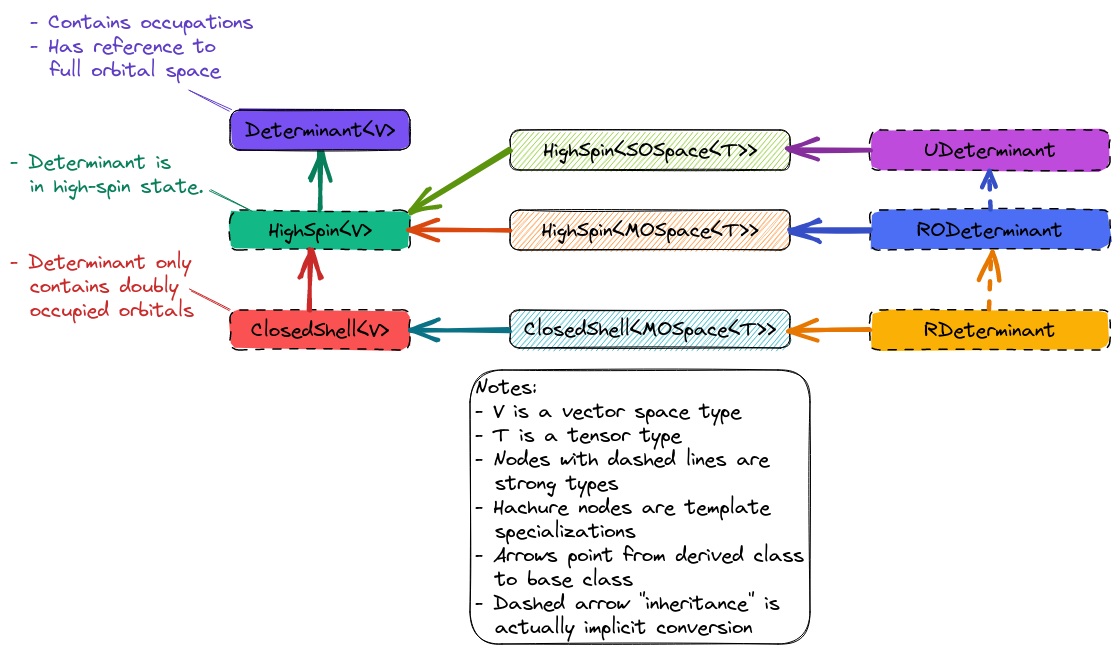 - Contains occupations
- Has reference to
full orbital space
Determinant<V>
HighSpin<SOSpace<T>>
UDeterminant
- Determinant is
in high-spin state.
HighSpin<V>
HighSpin<MOSpace<T>>
RODeterminant
- Determinant only
contains doubly
occupied orbitals
ClosedShell<V>
ClosedShell<MOSpace<T>>
RDeterminant
Notes:
- V is a vector space type
- T is a tensor type
- Nodes with dashed lines are
strong types
- Hachure nodes are template
specializations
- Arrows point from derived class
to base class
- Dashed arrow "inheritance" is
actually implicit conversion